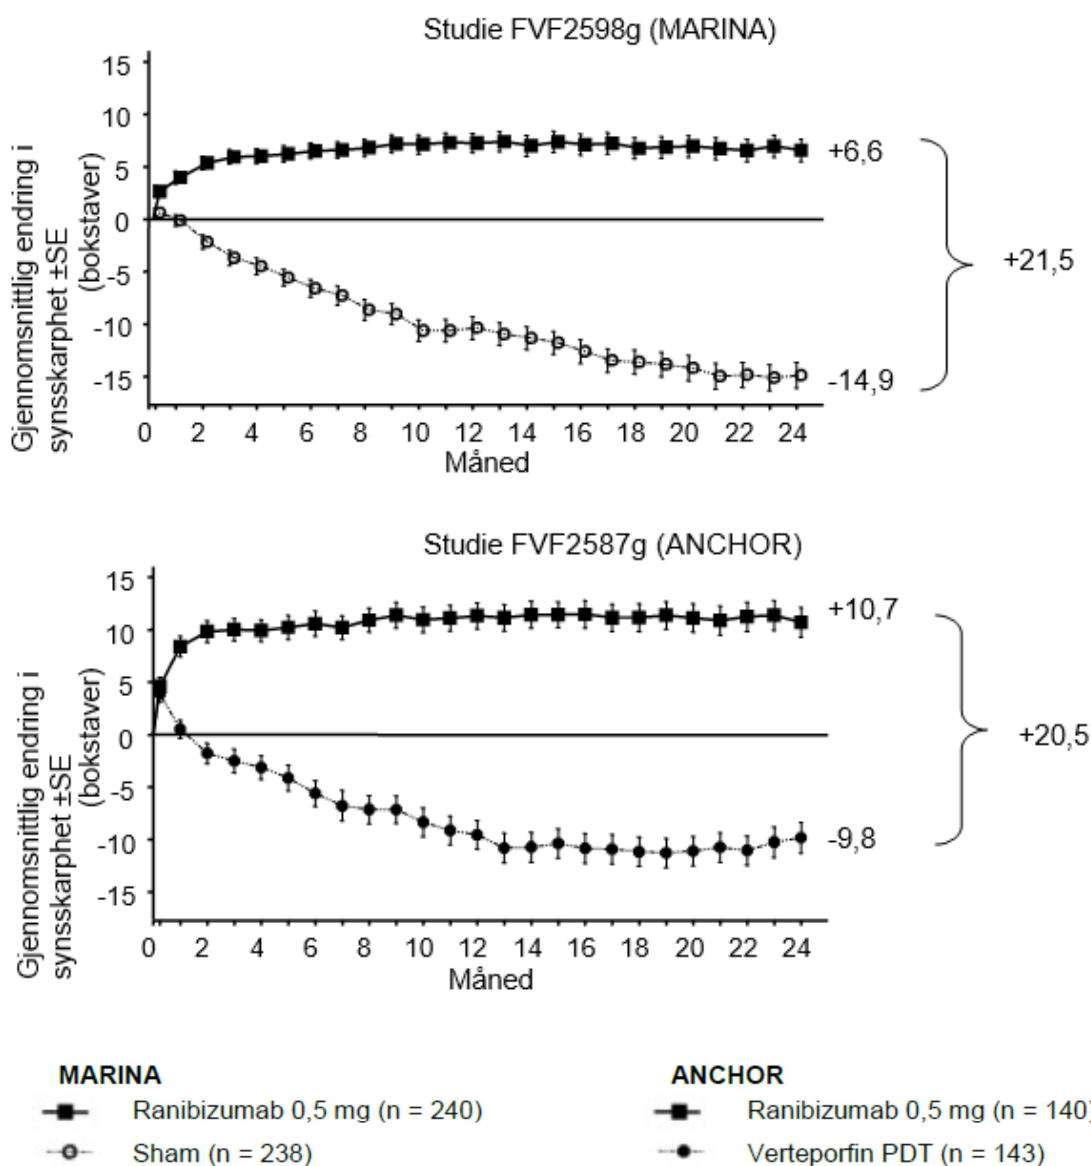 Studie FVF2598g (MARINA)
Gjennomsnittlig endring i
synsskarphet ±SE
(bokstaver)
15
10
5
0
-5
-10
-15
+6,6
-14,9
+21,5
0 2 4 6 8 10 12 14 16 18 20 22 24
Måned
Studie FVF2587g (ANCHOR)
Gjennomsnittlig endring i
synsskarphet ±SE
(bokstaver)
15
10
5
0
-5
-10
-15
+10,7
-9,8
+20,5
0 2 4 6 8 10 12 14 16 18 20 22 24
Måned
MARINA
Ranibizumab 0,5 mg (n = 240)
Sham (n = 238)
ANCHOR
Ranibizumab 0,5 mg (n = 140)
Verteporfin PDT (n = 143)